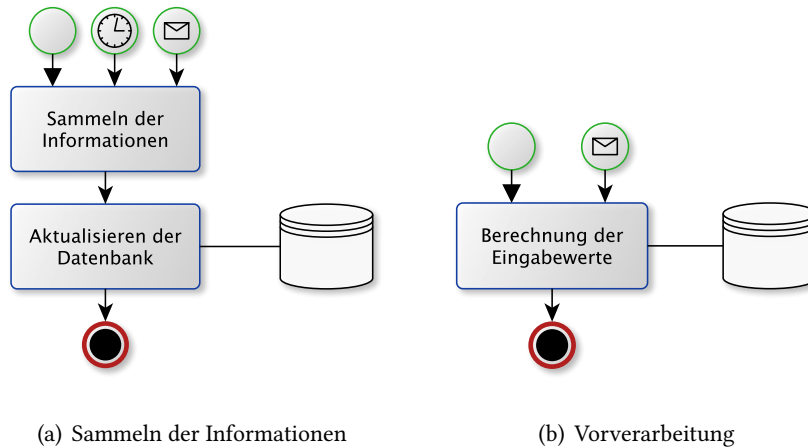 Sammeln der
Informationen
Aktualisieren der
Datenbank
Berechnung der
Eingabewerte
(a) Sammeln der Informationen
(b) Vorverarbeitung